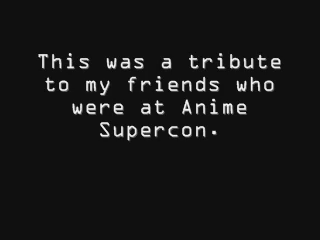 This was a tribute
to my friends who
were at Anime
Supercon.